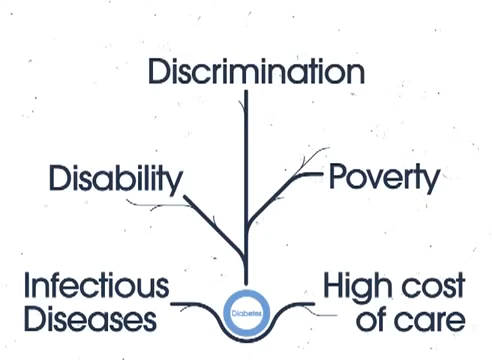 Discrimination
Disability
Poverty
Infectious
Diseases
Diabetes
High cost
of care